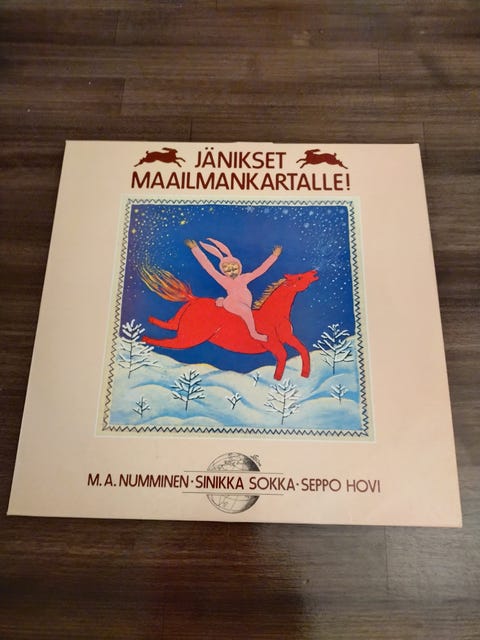 JÄNIKSET
MAAILMANKARTALLE!
M. A. NUMMINEN · SINIKKA SOKKA · SEPPO HOVI